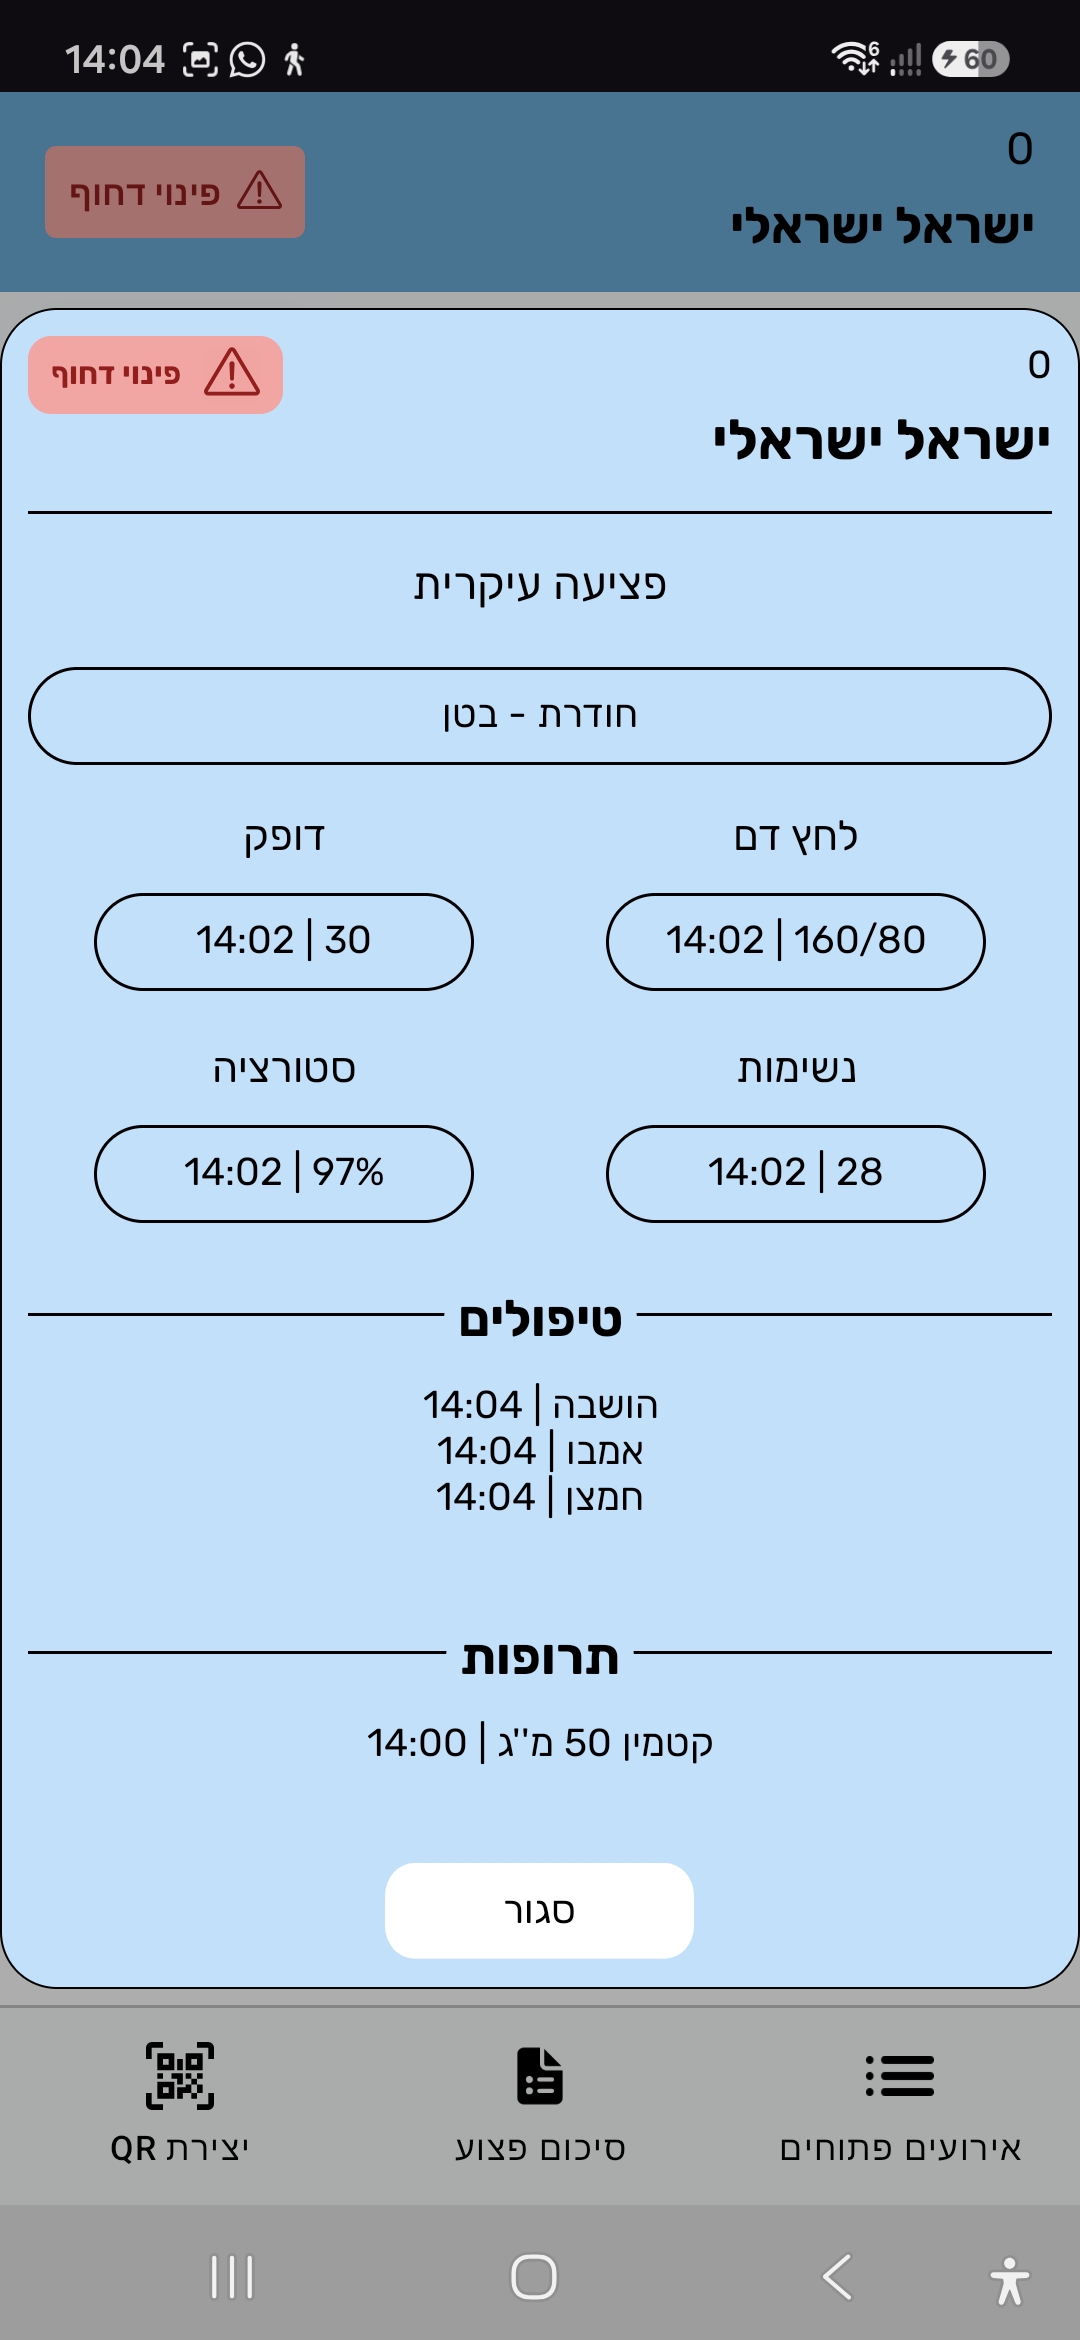 14:04
6
60
0
ישראל ישראלי
פינוי דחוף
0
פינוי דחוף
ישראל ישראלי
פציעה עיקרית
חודרת - בטן
לחץ דם
דופק
160/80 | 14:02
30 | 14:02
נשימות
סטורציה
28 | 14:02
97% | 14:02
טיפולים
הושבה | 14:04
אמבו | 14:04
חמצן | 14:04
תרופות
קטמין 50 מ''ג | 14:00
סגור
אירועים פתוחים
סיכום פצוע
יצירת QR